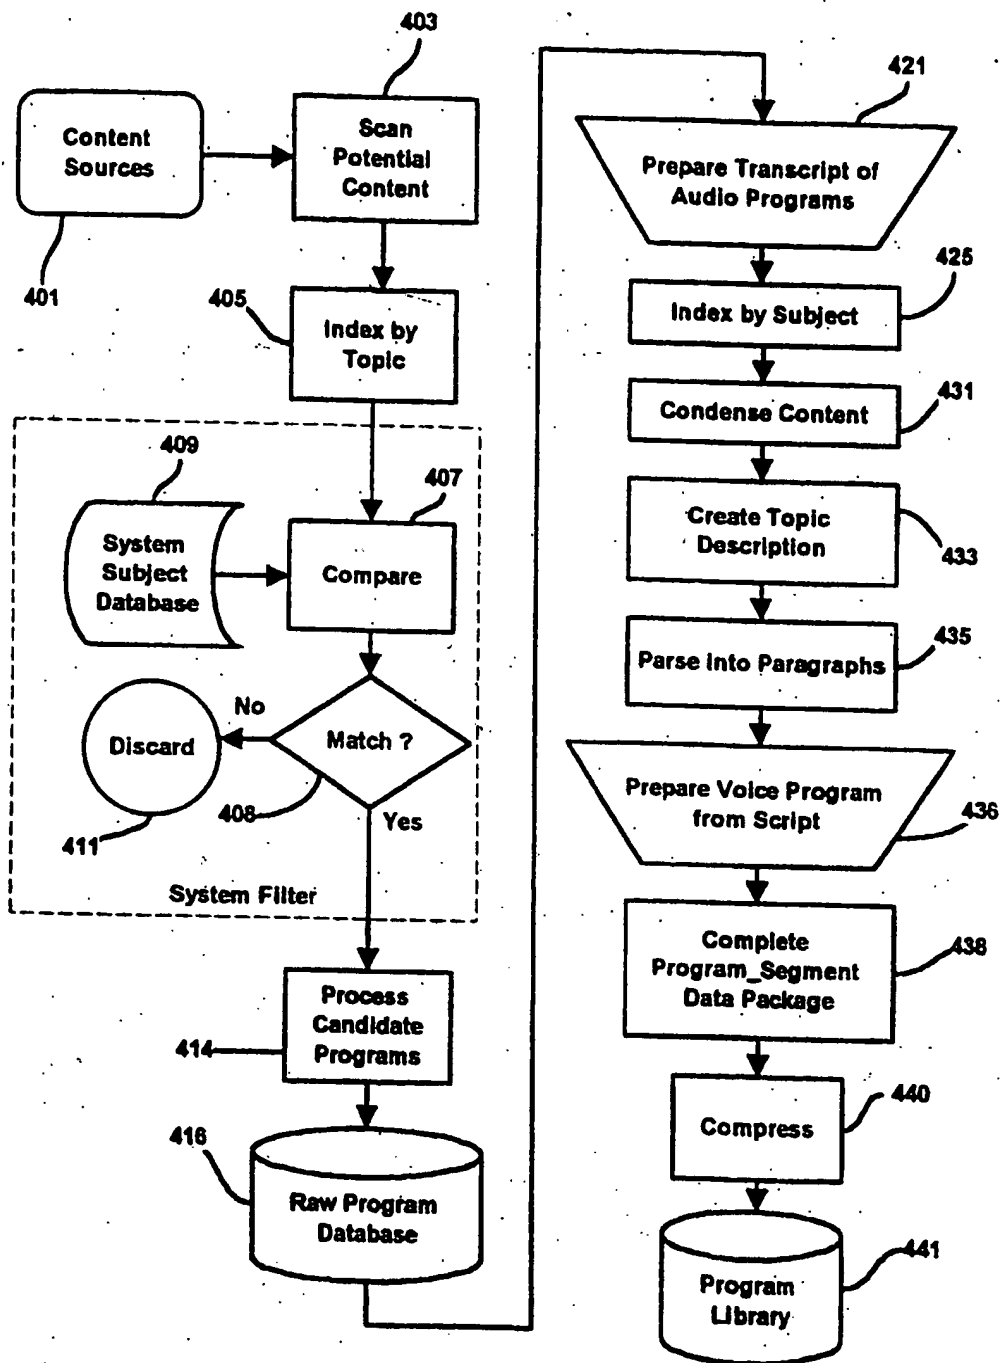 403
Content
Sources
401
Scan
Potential
Content
405
Index by
Topic
409
System
Subject
Database
407
Compare
No
Discard
411
Match ?
408
Yes
System Filter
Process
Candidate
Programs
414
416
Raw Program
Database
421
Prepare Transcript of
Audio Programs
425
Index by Subject
431
Condense Content
Create Topic
Description
433
435
Parse into Paragraphs
Prepare Voice Program
from Script
436
Complete
Program_Segment
Data Package
438
440
Compress
441
Program
Library